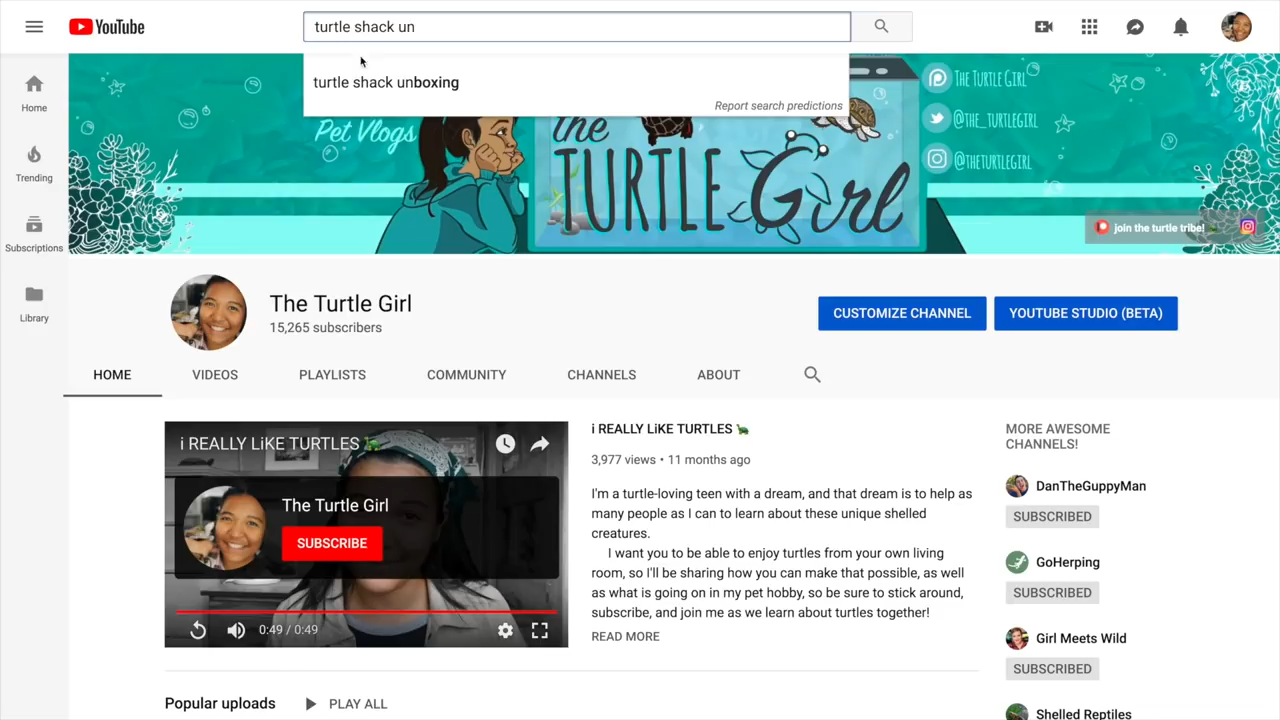 YouTube
turtle shack un
turtle shack unboxing
Report search predictions
Home
Trending
Subscriptions
Library
Pet Vlogs
the
TURTLE Girl
THE TURTLE GIRL
@THE_TURTLEGIRL
@THETURTLEGIRL
join the turtle tribe!
The Turtle Girl
15,265 subscribers
CUSTOMIZE CHANNEL
YOUTUBE STUDIO (BETA)
HOME
VIDEOS
PLAYLISTS
COMMUNITY
CHANNELS
ABOUT
i REALLY LiKE TURTLES 🐢
The Turtle Girl
SUBSCRIBE
0:49 / 0:49
i REALLY LiKE TURTLES 🐢
3,977 views • 11 months ago
I'm a turtle-loving teen with a dream, and that dream is to help as
many people as I can to learn about these unique shelled
creatures.
I want you to be able to enjoy turtles from your own living
room, so I'll be sharing how you can make that possible, as well
as what is going on in my pet hobby, so be sure to stick around,
subscribe, and join me as we learn about turtles together!
READ MORE
MORE AWESOME
CHANNELS!
DanTheGuppyMan
SUBSCRIBED
GoHerping
SUBSCRIBED
Girl Meets Wild
SUBSCRIBED
Shelled Reptiles
Popular uploads
PLAY ALL